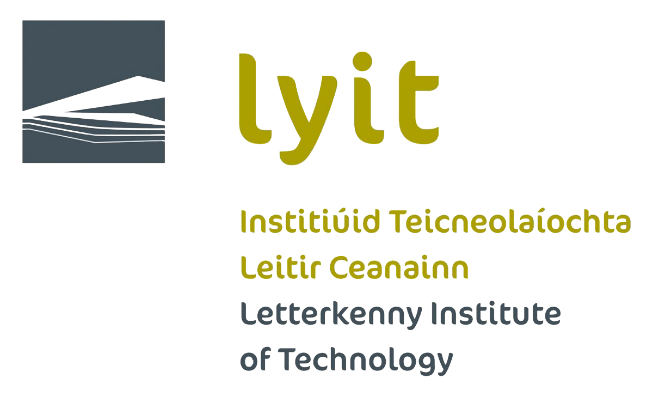 lyit
Institiúid Teicneolaíochta
Leitir Ceanainn
Letterkenny Institute
of Technology